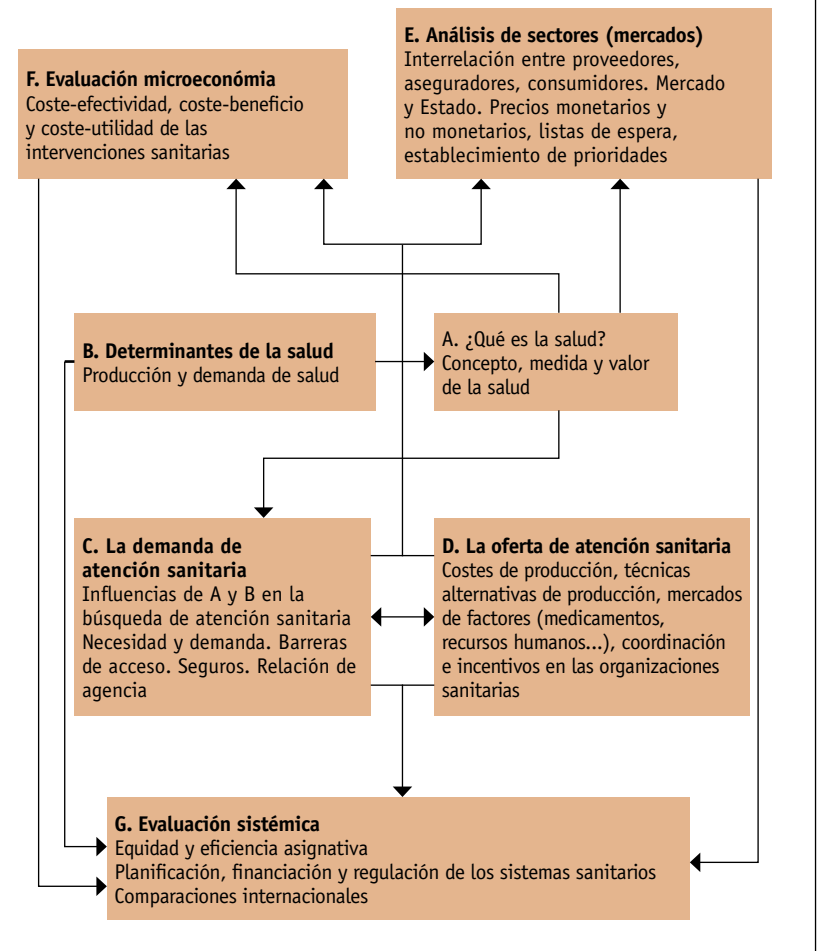 F. Evaluación microeconómia
Coste-efectividad, coste-beneficio
y coste-utilidad de las
intervenciones sanitarias
E. Análisis de sectores (mercados)
Interrelación entre proveedores,
aseguradores, consumidores. Mercado
y Estado. Precios monetarios y
no monetarios, listas de espera,
establecimiento de prioridades
B. Determinantes de la salud
Producción y demanda de salud
A. ¿Qué es la salud?
Concepto, medida y valor
de la salud
C. La demanda de
atención sanitaria
Influencias de A y B en la
búsqueda de atención sanitaria
Necesidad y demanda. Barreras
de acceso. Seguros. Relación de
agencia
D. La oferta de atención sanitaria
Costes de producción, técnicas
alternativas de producción, mercados
de factores (medicamentos,
recursos humanos...), coordinación
e incentivos en las organizaciones
sanitarias
G. Evaluación sistémica
Equidad y eficiencia asignativa
Planificación, financiación y regulación de los sistemas sanitarios
Comparaciones internacionales